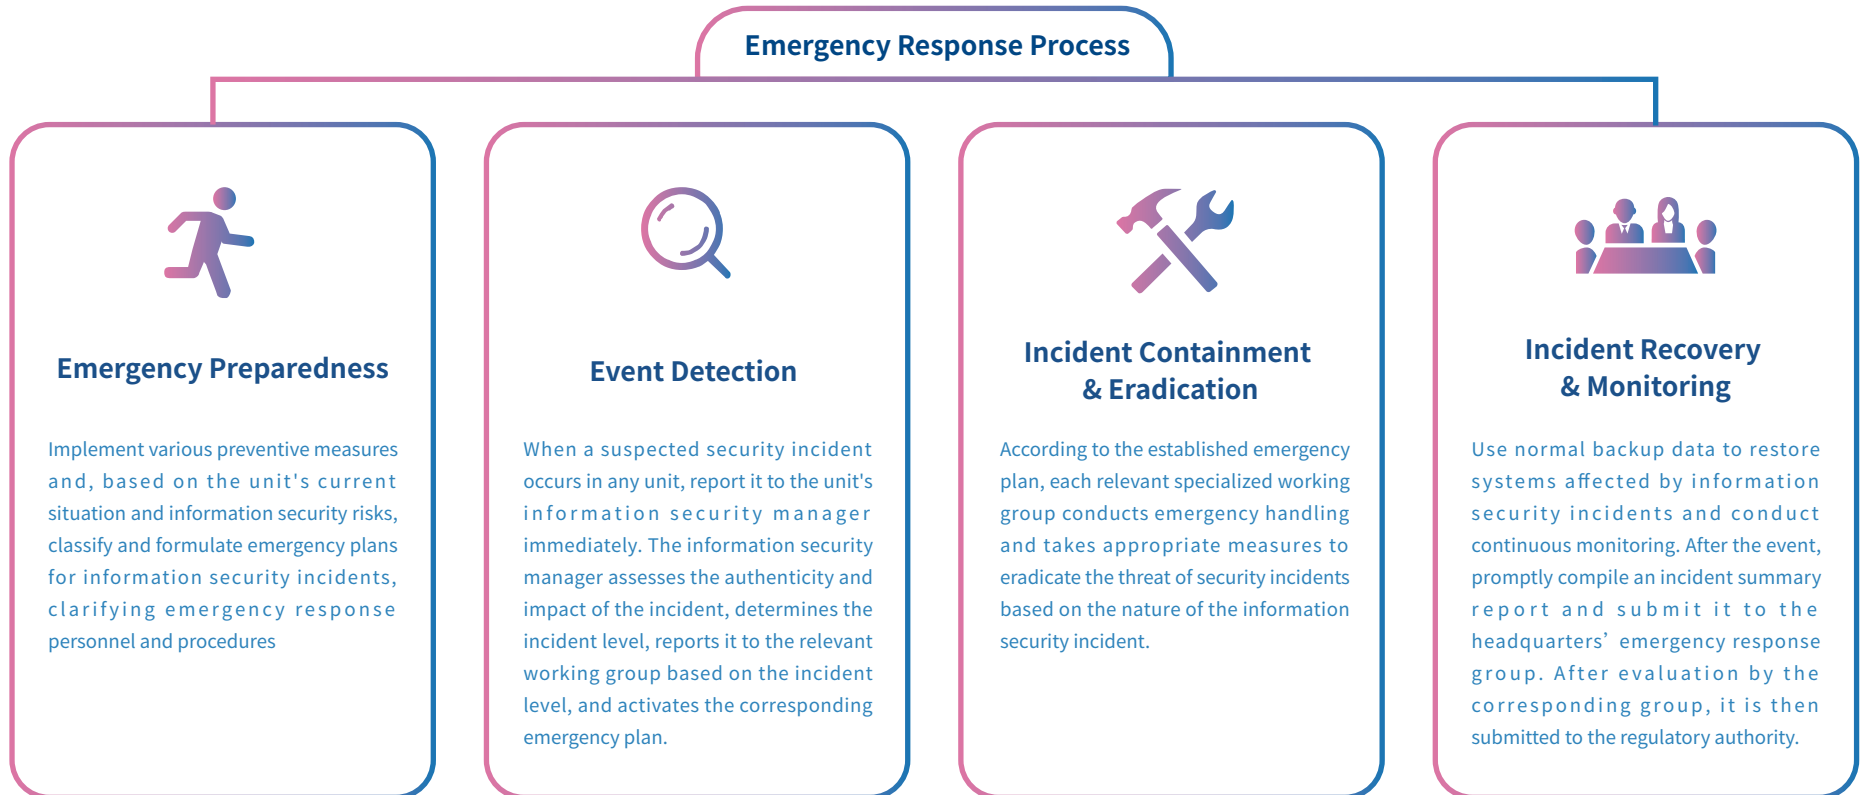 Emergency Response Process
Emergency Preparedness
Implement various preventive measures
and, based on the unit's current
situation and information security risks,
classify and formulate emergency plans
for information security incidents,
clarifying emergency response
personnel and procedures
Event Detection
When a suspected security incident
occurs in any unit, report it to the unit's
information security manager
immediately. The information security
manager assesses the authenticity and
impact of the incident, determines the
incident level, reports it to the relevant
working group based on the incident
level, and activates the corresponding
emergency plan.
Incident Containment
& Eradication
According to the established emergency
plan, each relevant specialized working
group conducts emergency handling
and takes appropriate measures to
eradicate the threat of security incidents
based on the nature of the information
security incident.
Incident Recovery
& Monitoring
Use normal backup data to restore
systems affected by information
security incidents and conduct
continuous monitoring. After the event,
promptly compile an incident summary
report and submit it to the
headquarters’ emergency response
group. After evaluation by the
corresponding group, it is then
submitted to the regulatory authority.